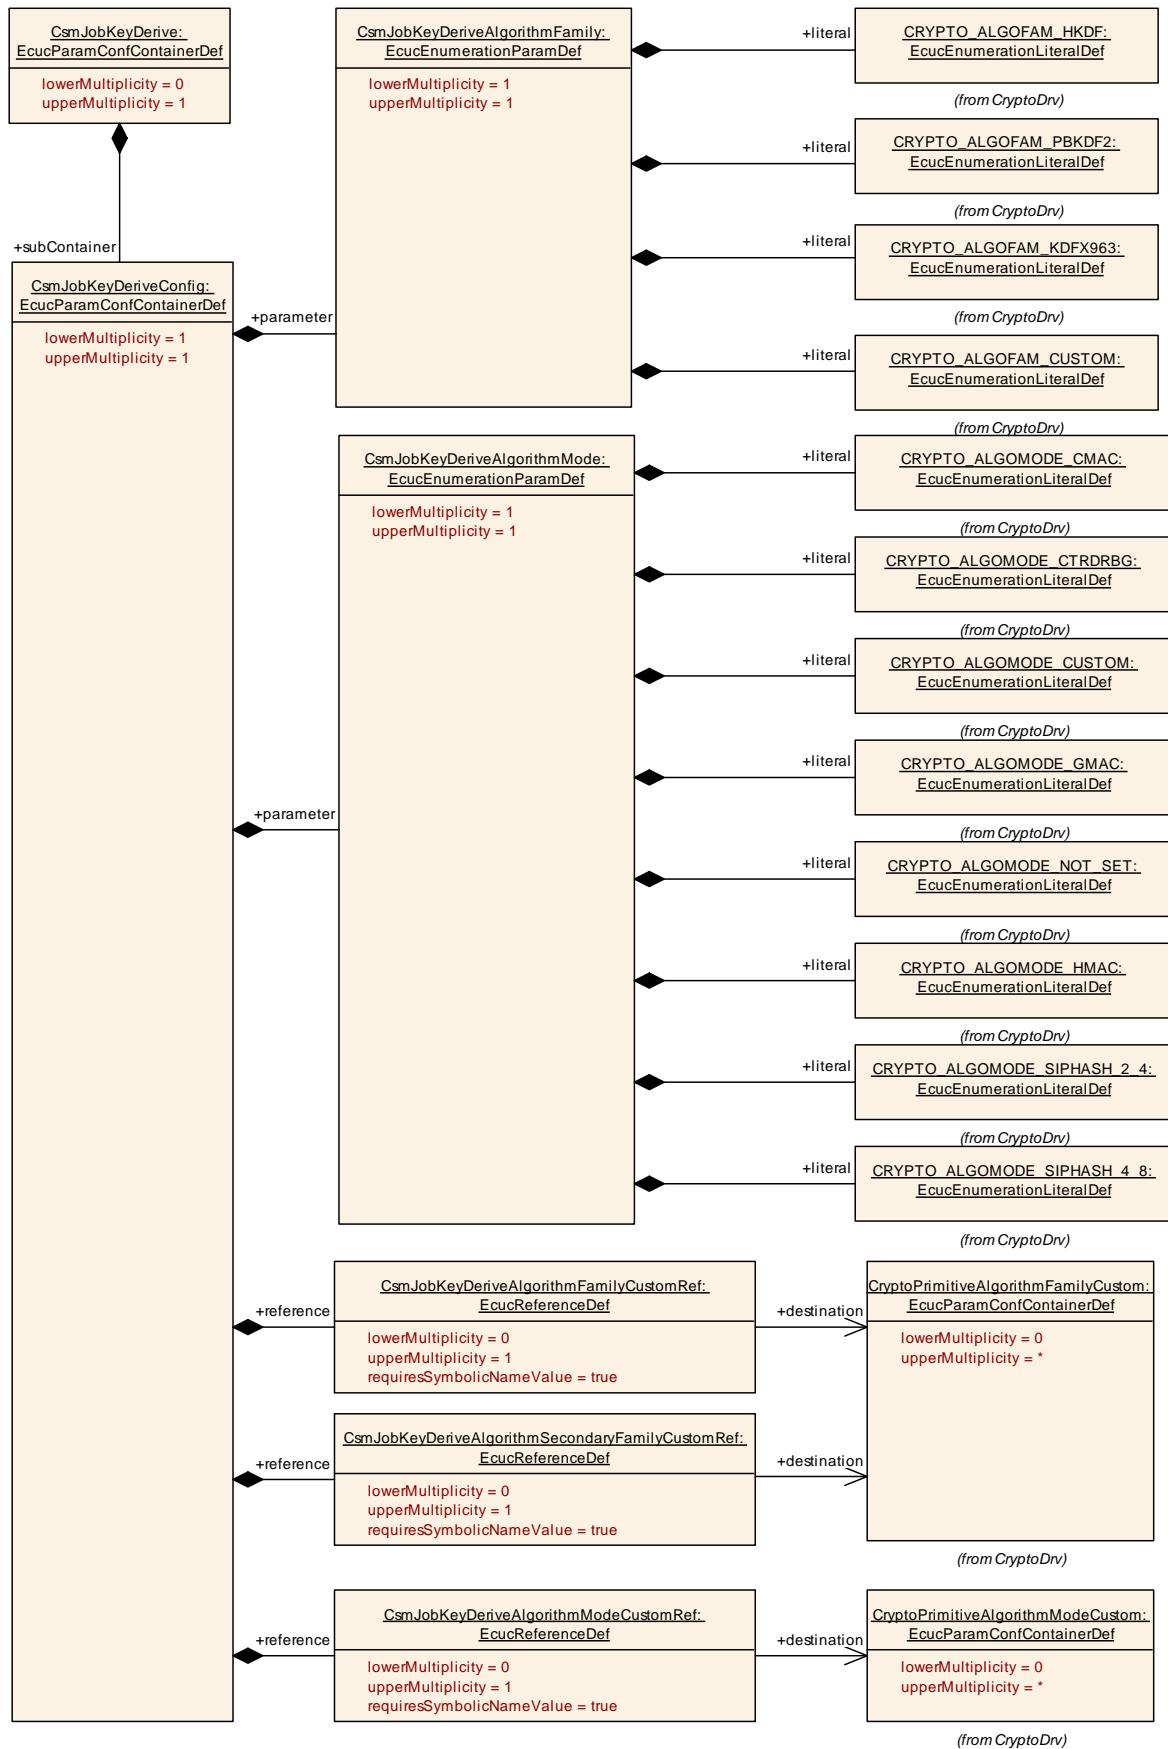 CsmJobKeyDerive:
EcucParamConfContainerDef
lowerMultiplicity = 0
upperMultiplicity = 1
+subContainer
CsmJobKeyDeriveConfig:
EcucParamConfContainerDef
lowerMultiplicity = 1
upperMultiplicity = 1
+parameter
CsmJobKeyDeriveAlgorithmFamily:
EcucEnumerationParamDef
lowerMultiplicity = 1
upperMultiplicity = 1
+literal
CRYPTO_ALGOFAM_HKDF:
EcucEnumerationLiteralDef
(from CryptoDrv)
+literal
CRYPTO_ALGOFAM_PBKDF2:
EcucEnumerationLiteralDef
(from CryptoDrv)
+literal
CRYPTO_ALGOFAM_KDFX963:
EcucEnumerationLiteralDef
(from CryptoDrv)
+literal
CRYPTO_ALGOFAM_CUSTOM:
EcucEnumerationLiteralDef
(from CryptoDrv)
+parameter
CsmJobKeyDeriveAlgorithmMode:
EcucEnumerationParamDef
lowerMultiplicity = 1
upperMultiplicity = 1
+literal
CRYPTO_ALGOMODE_CMAC:
EcucEnumerationLiteralDef
(from CryptoDrv)
+literal
CRYPTO_ALGOMODE_CTRDRBG:
EcucEnumerationLiteralDef
(from CryptoDrv)
+literal
CRYPTO_ALGOMODE_CUSTOM:
EcucEnumerationLiteralDef
(from CryptoDrv)
+literal
CRYPTO_ALGOMODE_GMAC:
EcucEnumerationLiteralDef
(from CryptoDrv)
+literal
CRYPTO_ALGOMODE_NOT_SET:
EcucEnumerationLiteralDef
(from CryptoDrv)
+literal
CRYPTO_ALGOMODE_HMAC:
EcucEnumerationLiteralDef
(from CryptoDrv)
+literal
CRYPTO_ALGOMODE_SIPHASH_2_4:
EcucEnumerationLiteralDef
(from CryptoDrv)
+literal
CRYPTO_ALGOMODE_SIPHASH_4_8:
EcucEnumerationLiteralDef
(from CryptoDrv)
+reference
CsmJobKeyDeriveAlgorithmFamilyCustomRef:
EcucReferenceDef
lowerMultiplicity = 0
upperMultiplicity = 1
requiresSymbolicNameValue = true
+destination
CryptoPrimitiveAlgorithmFamilyCustom:
EcucParamConfContainerDef
lowerMultiplicity = 0
upperMultiplicity = *
+reference
CsmJobKeyDeriveAlgorithmSecondaryFamilyCustomRef:
EcucReferenceDef
lowerMultiplicity = 0
upperMultiplicity = 1
requiresSymbolicNameValue = true
+destination
(from CryptoDrv)
+reference
CsmJobKeyDeriveAlgorithmModeCustomRef:
EcucReferenceDef
lowerMultiplicity = 0
upperMultiplicity = 1
requiresSymbolicNameValue = true
+destination
CryptoPrimitiveAlgorithmModeCustom:
EcucParamConfContainerDef
lowerMultiplicity = 0
upperMultiplicity = *
(from CryptoDrv)